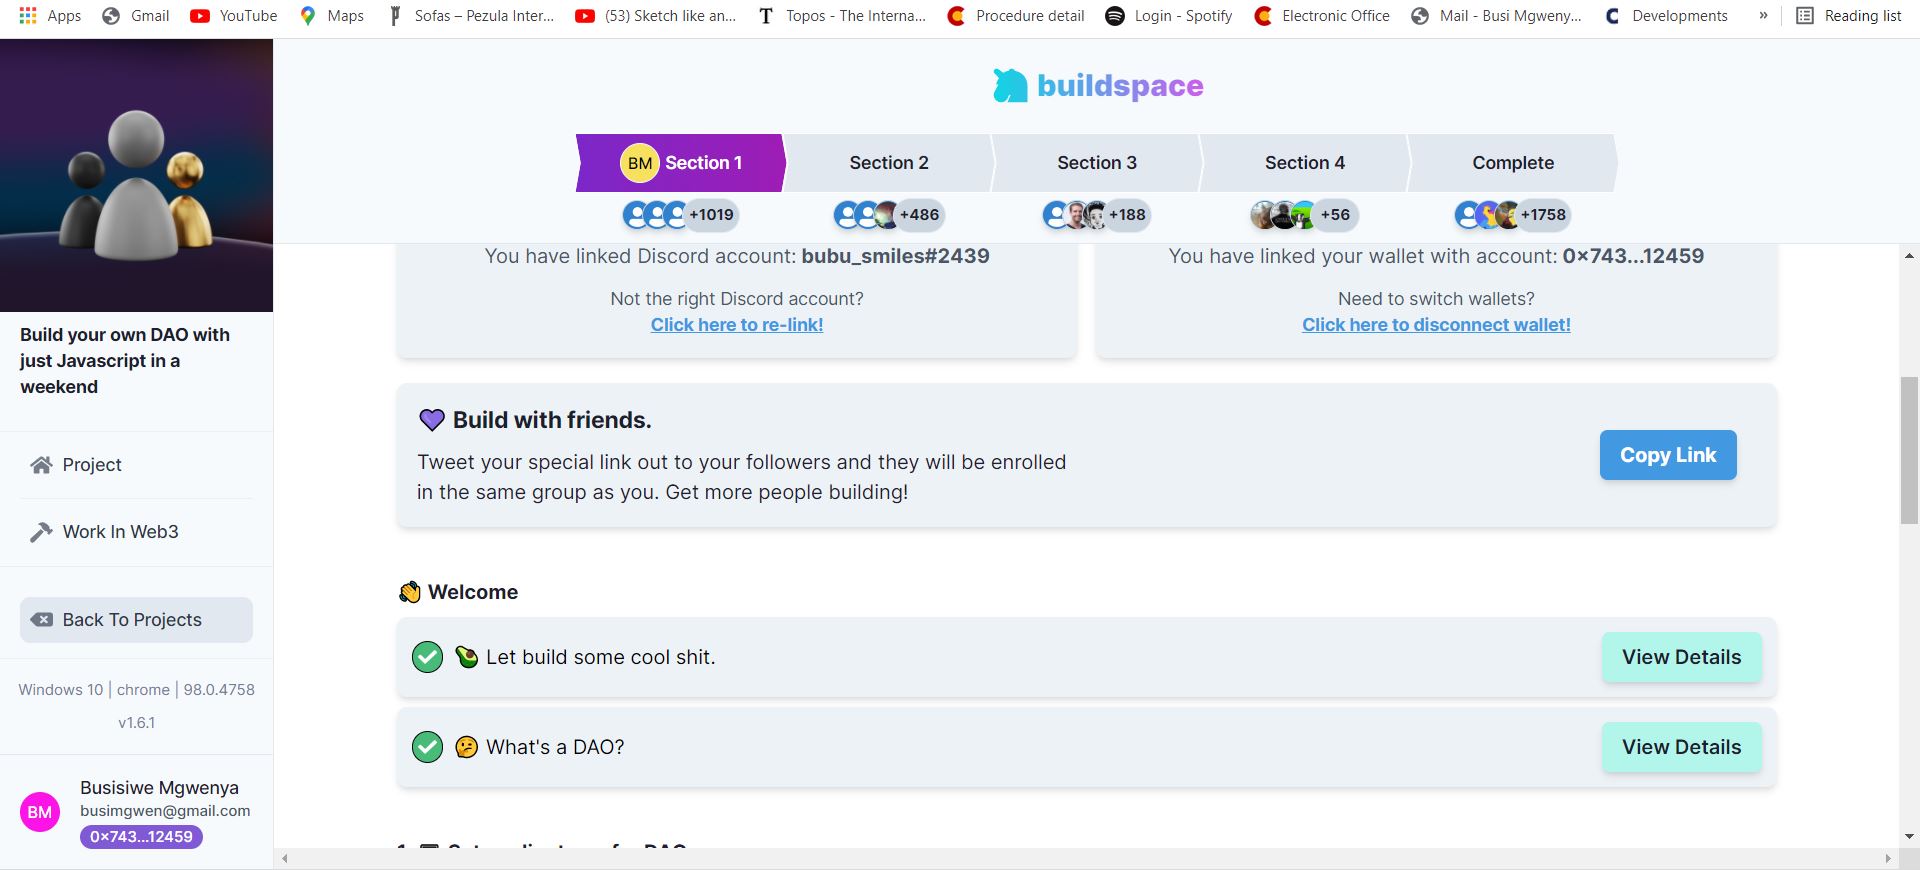 Apps
Gmail
YouTube
Maps
Sofas – Pezula Inter...
(53) Sketch like an...
T Topos - The Interna...
Procedure detail
Login - Spotify
Electronic Office
Mail - Busi Mgweny...
Developments
»
Reading list
buildspace
BM Section 1
Section 2
Section 3
Section 4
Complete
+1019
+486
+188
+56
+1758
Build your own DAO with
just Javascript in a
weekend
Project
Work In Web3
Back To Projects
Windows 10 | chrome | 98.0.4758
v1.6.1
BM
Busisiwe Mgwenya
busimgwen@gmail.com
0×743...12459
You have linked Discord account: bubu_smiles#2439
Not the right Discord account?
Click here to re-link!
You have linked your wallet with account: 0×743...12459
Need to switch wallets?
Click here to disconnect wallet!
💜 Build with friends.
Tweet your special link out to your followers and they will be enrolled
in the same group as you. Get more people building!
Copy Link
👋 Welcome
🥑 Let build some cool shit.
View Details
🤔 What's a DAO?
View Details